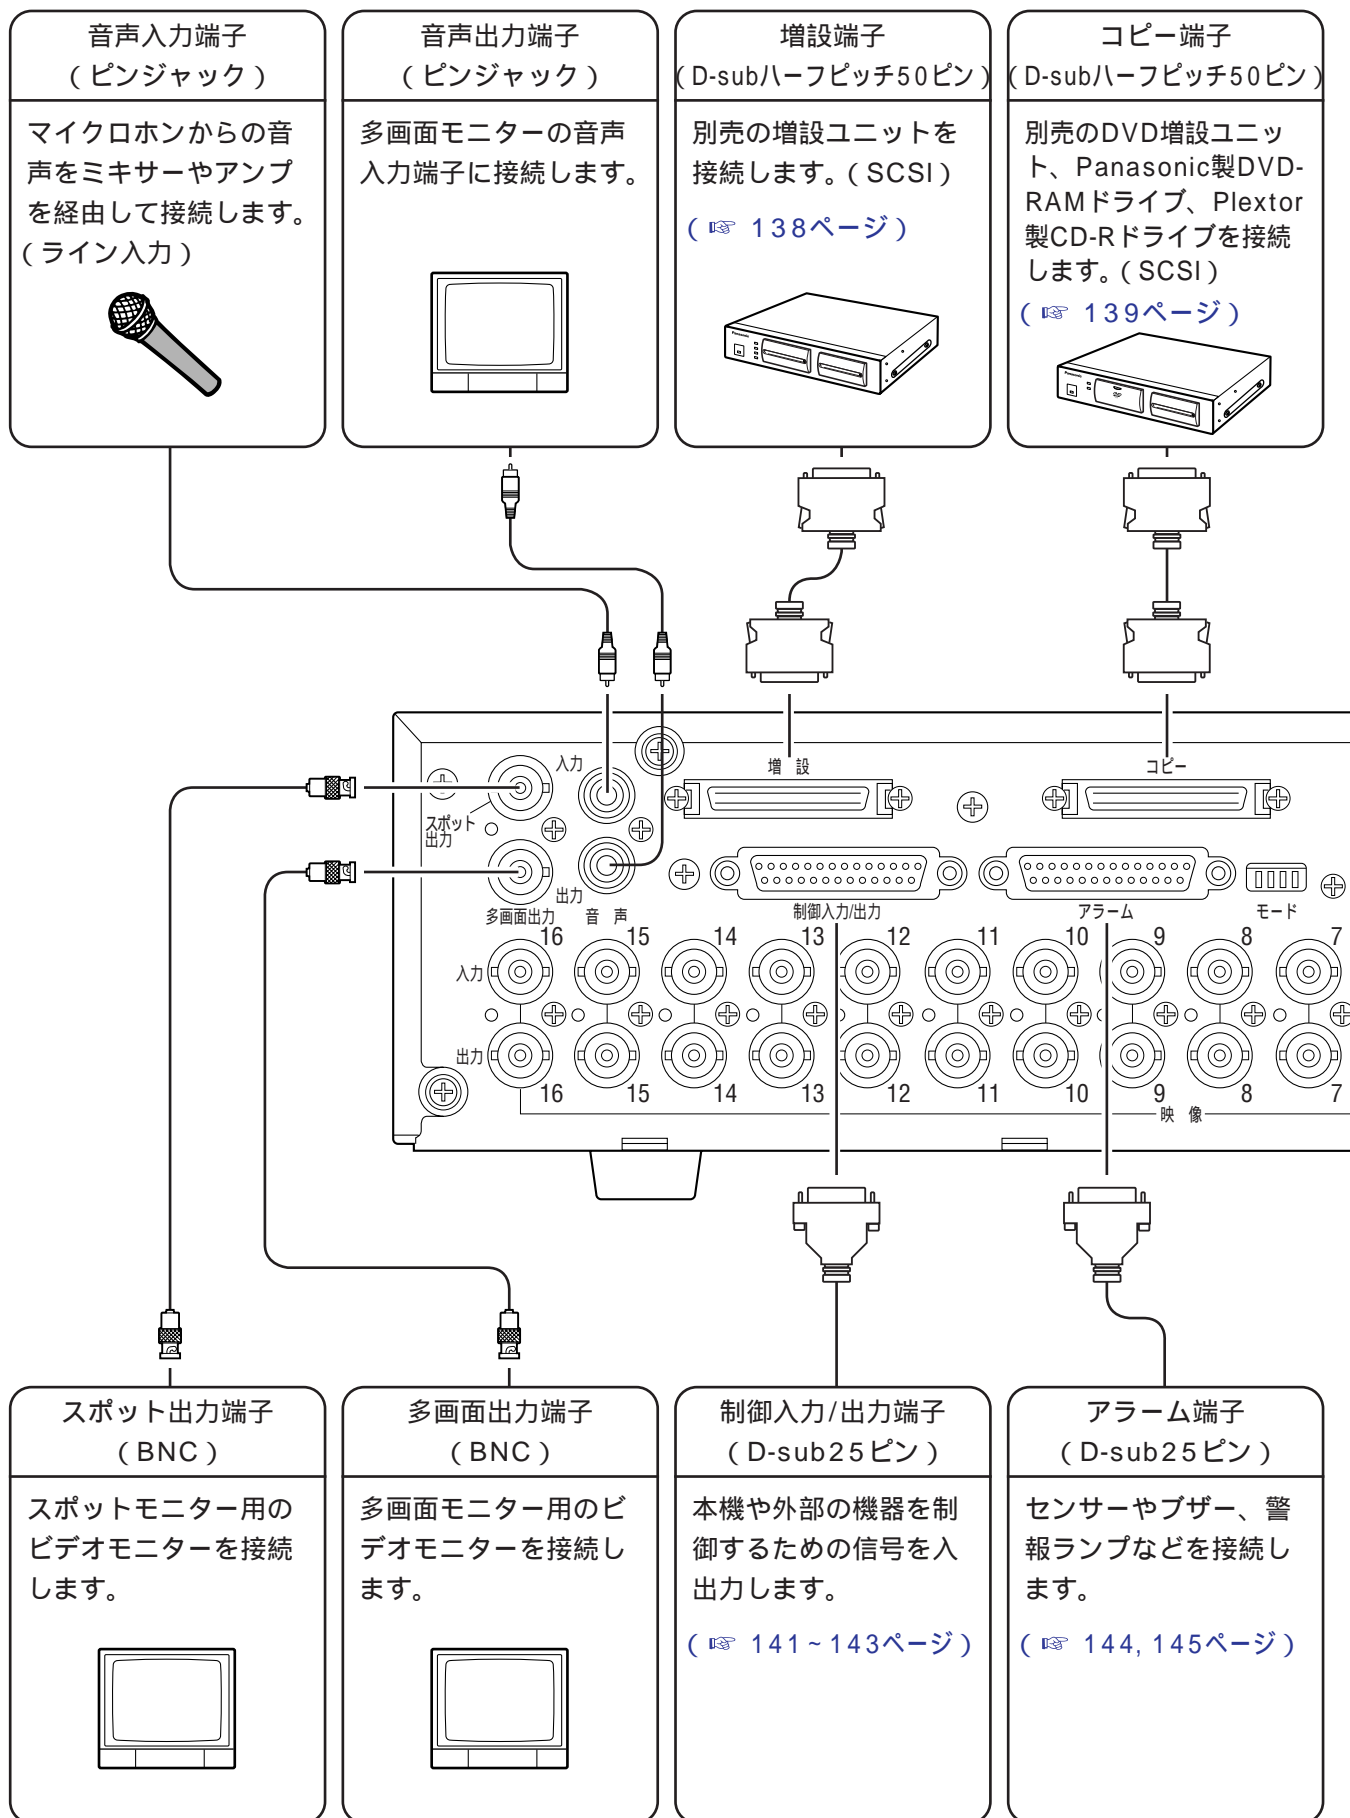 音声入力端子
(ピンジャック)
マイクロホンからの音
声をミキサーやアンプ
を経由して接続します。
(ライン入力)
音声出力端子
(ピンジャック)
多画面モニターの音声
入力端子に接続します。
増設端子
(D-subハーフピッチ50ピン)
別売の増設ユニットを
接続します。(SCSI)
(☞ 138ページ)
Panasonic
コピー端子
(D-subハーフピッチ50ピン)
別売のDVD増設ユニッ
ト、Panasonic製DVD-
RAMドライブ、Plextor
製CD-Rドライブを接続
します。(SCSI)
(☞ 139ページ)
Panasonic
入力
増 設
コピー
スポット
出力
出力
多画面出力
音 声
制御入力/出力
アラーム
モード
16 15 14 13 12 11 10 9 8 7
入力
出力
16 15 14 13 12 11 10 9 8 7
映 像
スポット出力端子
(BNC)
スポットモニター用の
ビデオモニターを接続
します。
多画面出力端子
(BNC)
多画面モニター用のビ
デオモニターを接続し
ます。
制御入力/出力端子
(D-sub25ピン)
本機や外部の機器を制
御するための信号を入
出力します。
(☞ 141~143ページ)
アラーム端子
(D-sub25ピン)
センサーやブザー、警
報ランプなどを接続し
ます。
(☞ 144, 145ページ)